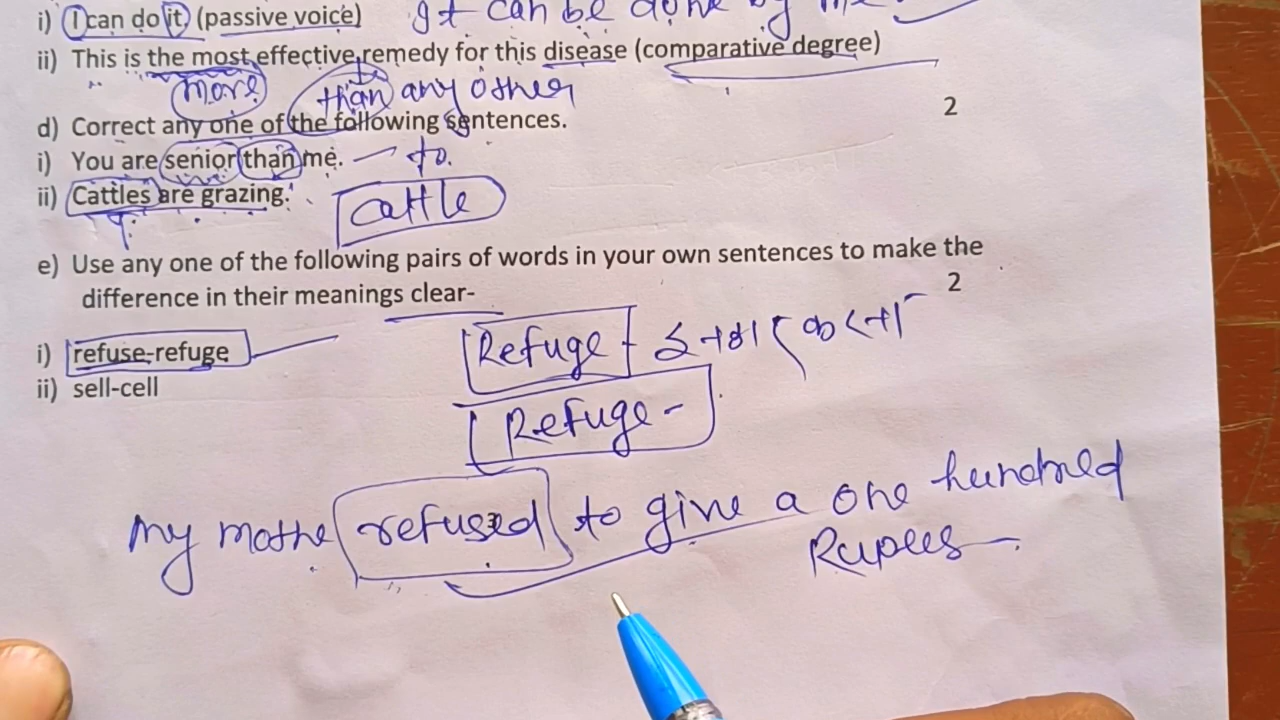 i) I can do it. (passive voice) It can be done by me
ii) This is the most effective remedy for this disease (comparative degree)
more than any other
d) Correct any one of the following sentences. 2
i) You are senior than me. — to.
ii) Cattles are grazing. Cattle
e) Use any one of the following pairs of words in your own sentences to make the
difference in their meanings clear- 2
i) refuse-refuge Refuge -
ii) sell-cell
Refuge -
My mothe refused to give a one hundred
Rupees